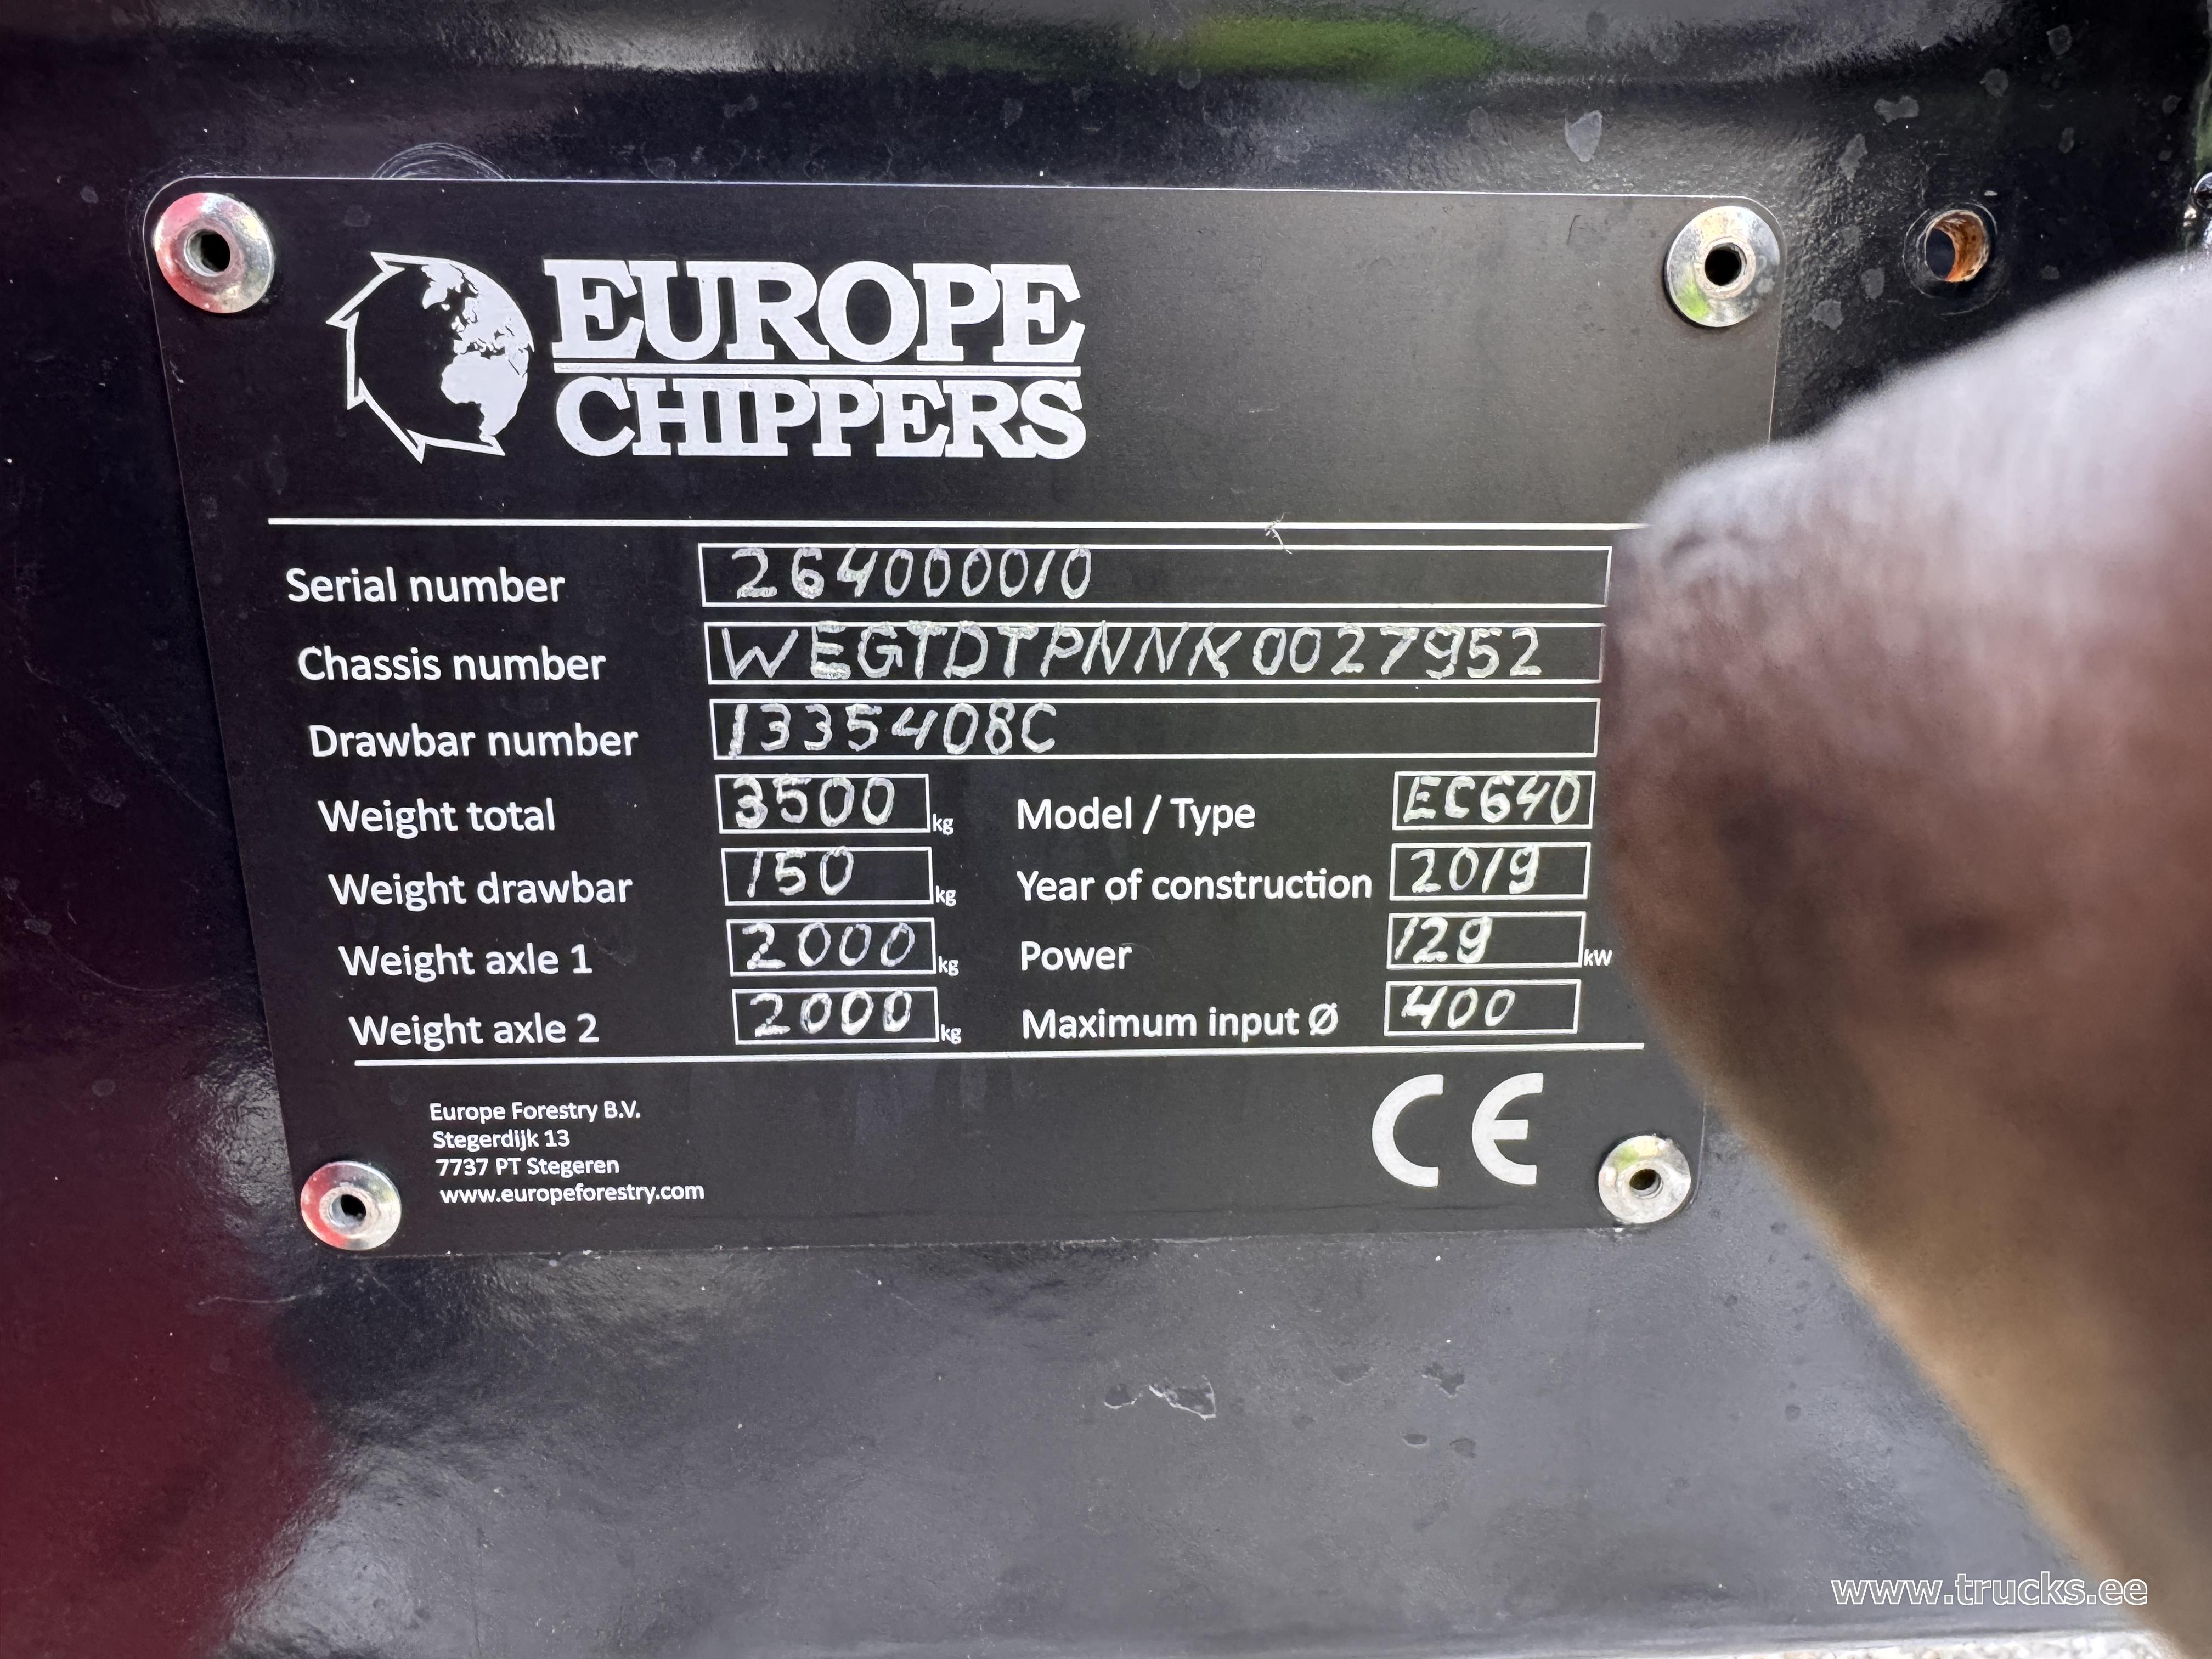 EUROPE
CHIPPERS
Serial number 264000010
Chassis number WEGTDTPNNK0027952
Drawbar number 1335408C
Weight total 3500 kg Model / Type EC640
Weight drawbar 150 kg Year of construction 2019
Weight axle 1 2000 kg Power 129 kW
Weight axle 2 2000 kg Maximum input Ø 400
Europe Forestry B.V.
Stegerdijk 13
7737 PT Stegeren
www.europeforestry.com
CE
www.trucks.ee